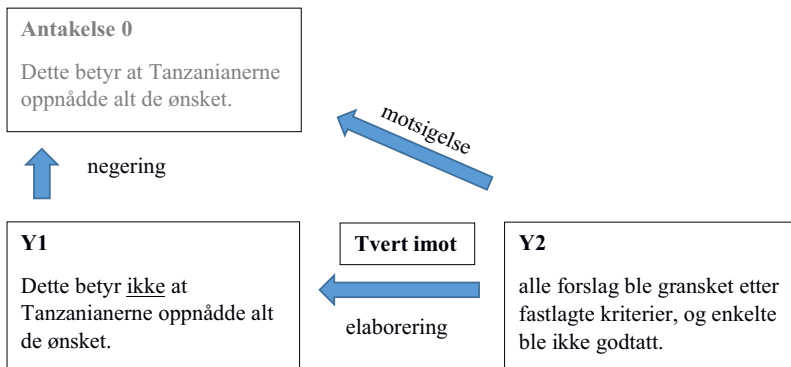 Antakelse 0
Dette betyr at Tanzanianerne
oppnådde alt de ønsket.
motsigelse
negering
Y1
Dette betyr ikke at
Tanzanianerne oppnådde alt
de ønsket.
Tvert imot
elaborering
Y2
alle forslag ble gransket etter
fastlagte kriterier, og enkelte
ble ikke godtatt.